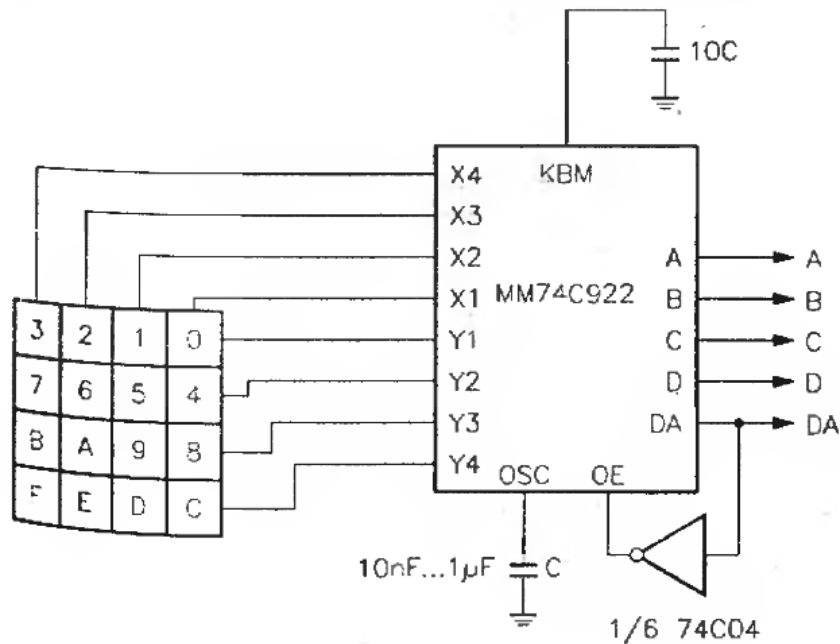 10C
X4 KBM
X3
X2 A A
X1 MM74C922 B B
Y1 C C
Y2 D D
Y3 DA DA
Y4 OSC OE
3 2 1 0
7 6 5 4
B A 9 8
F E D C
10nF...1µF C
1/6 74C04